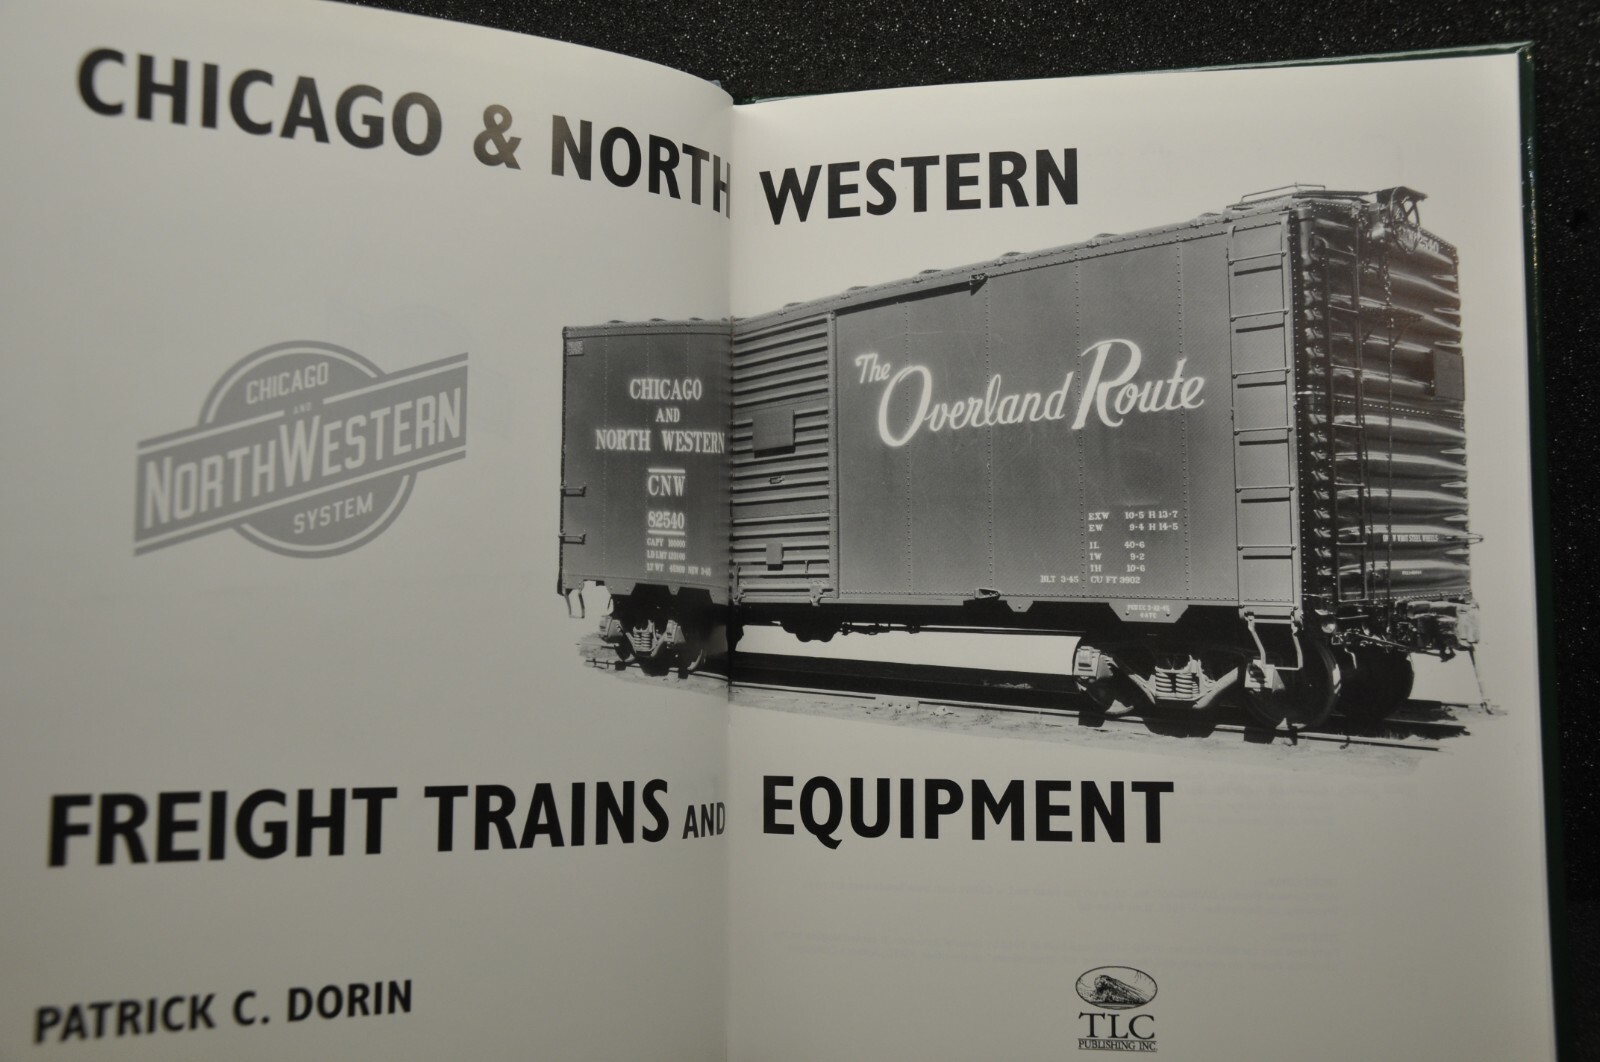 CHICAGO & NORTH WESTERN
CHICAGO
AND
NORTHWESTERN
SYSTEM
CHICAGO
AND
NORTH WESTERN
CNW
82540
The Overland Route
EXW 10-5 H 13-7
EW 9-4 H 14-5
IL 40-6
IW 9-2
TH 10-6
BLT 3-45 CU FT 3902
FREIGHT TRAINS AND EQUIPMENT
PATRICK C. DORIN
TLC
PUBLISHING INC.